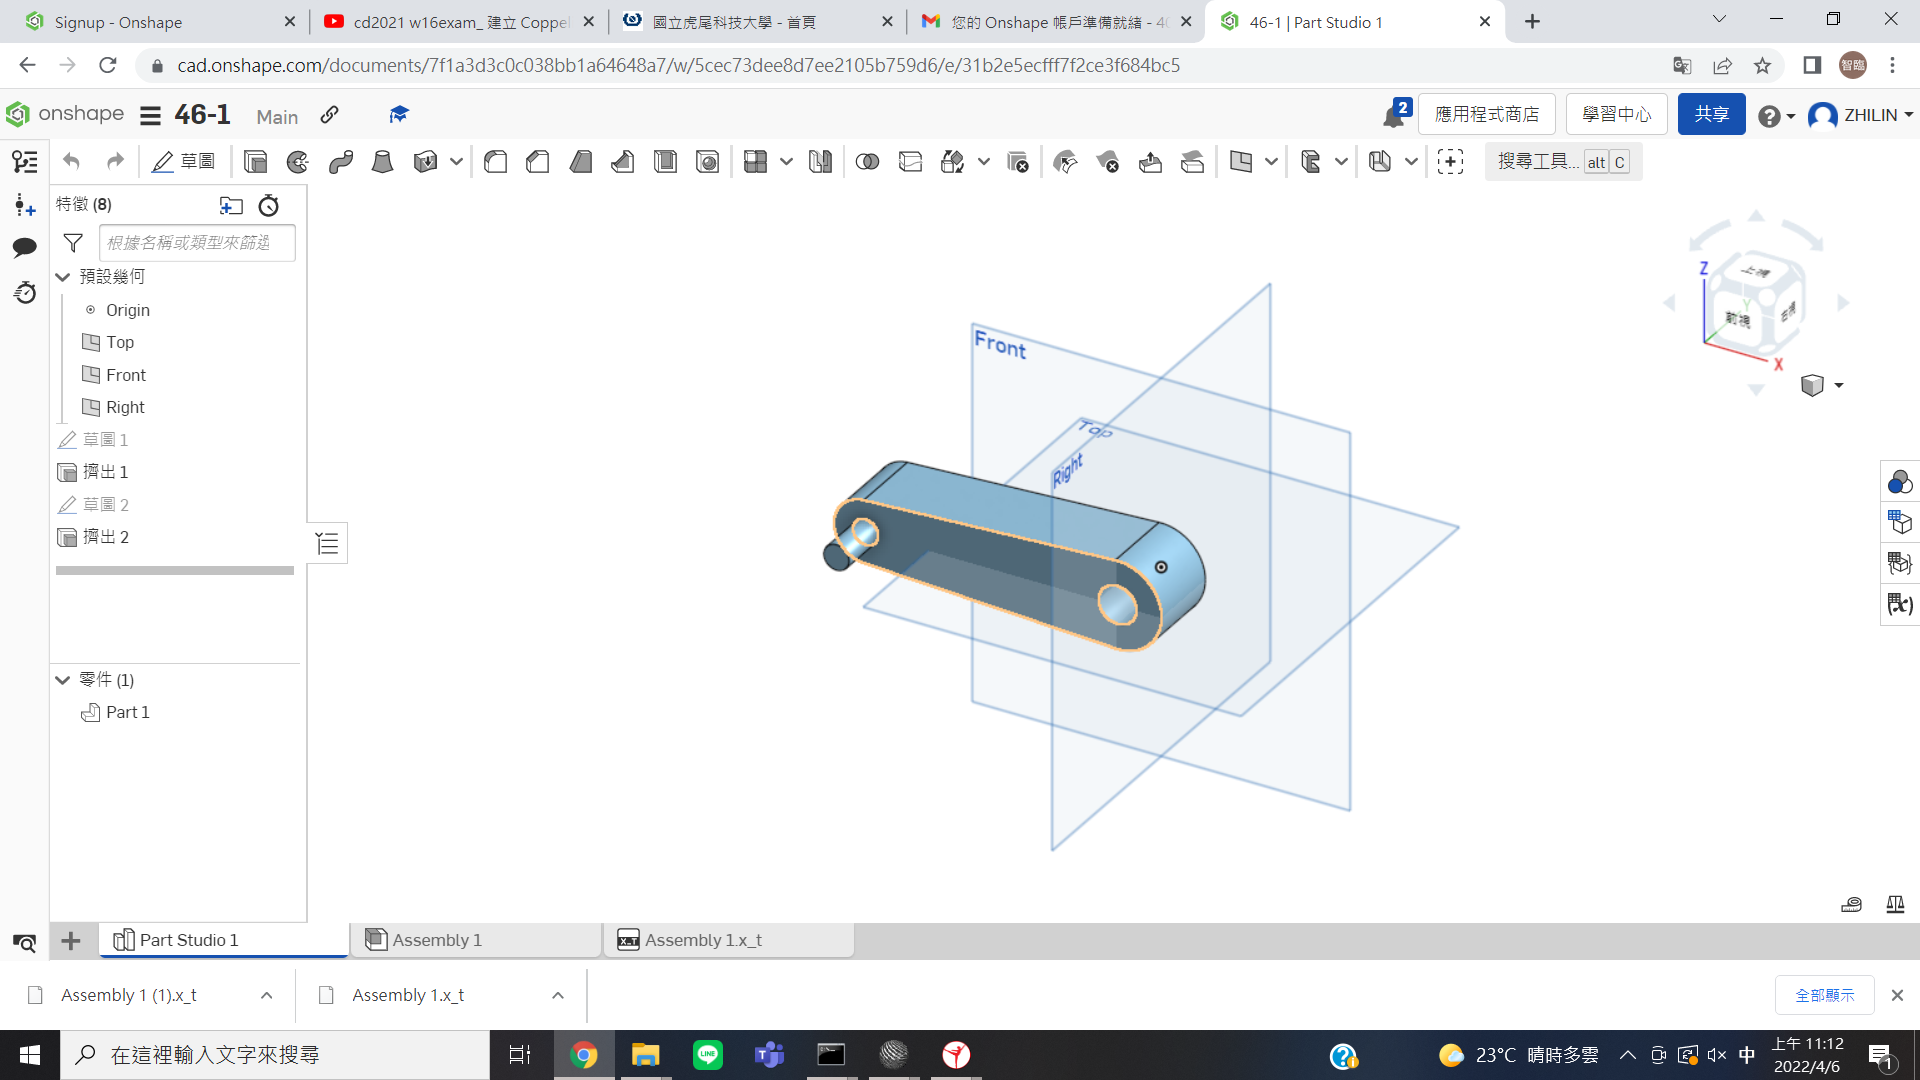 Signup - Onshape
cd2021 w16exam_ 建立 Coppel
國立虎尾科技大學 - 首頁
您的 Onshape 帳戶準備就緒 - 40
46-1 | Part Studio 1
cad.onshape.com/documents/7f1a3d3c0c038bb1a64648a7/w/5cec73dee8d7ee2105b759d6/e/31b2e5ecfff7f2ce3f684bc5
智臨
onshape
46-1
Main
2
應用程式商店
學習中心
共享
ZHILIN
草圖
搜尋工具... alt C
特徵 (8)
根據名稱或類型來篩選
預設幾何
Origin
Top
Front
Right
草圖 1
擠出 1
草圖 2
擠出 2
零件 (1)
Part 1
Front
Top
Right
Z
上視
Y
前視
右視
X
Part Studio 1
Assembly 1
X_T
Assembly 1.x_t
Assembly 1 (1).x_t
Assembly 1.x_t
全部顯示
在這裡輸入文字來搜尋
LINE
23°C 晴時多雲
中
上午 11:12
2022/4/6
1